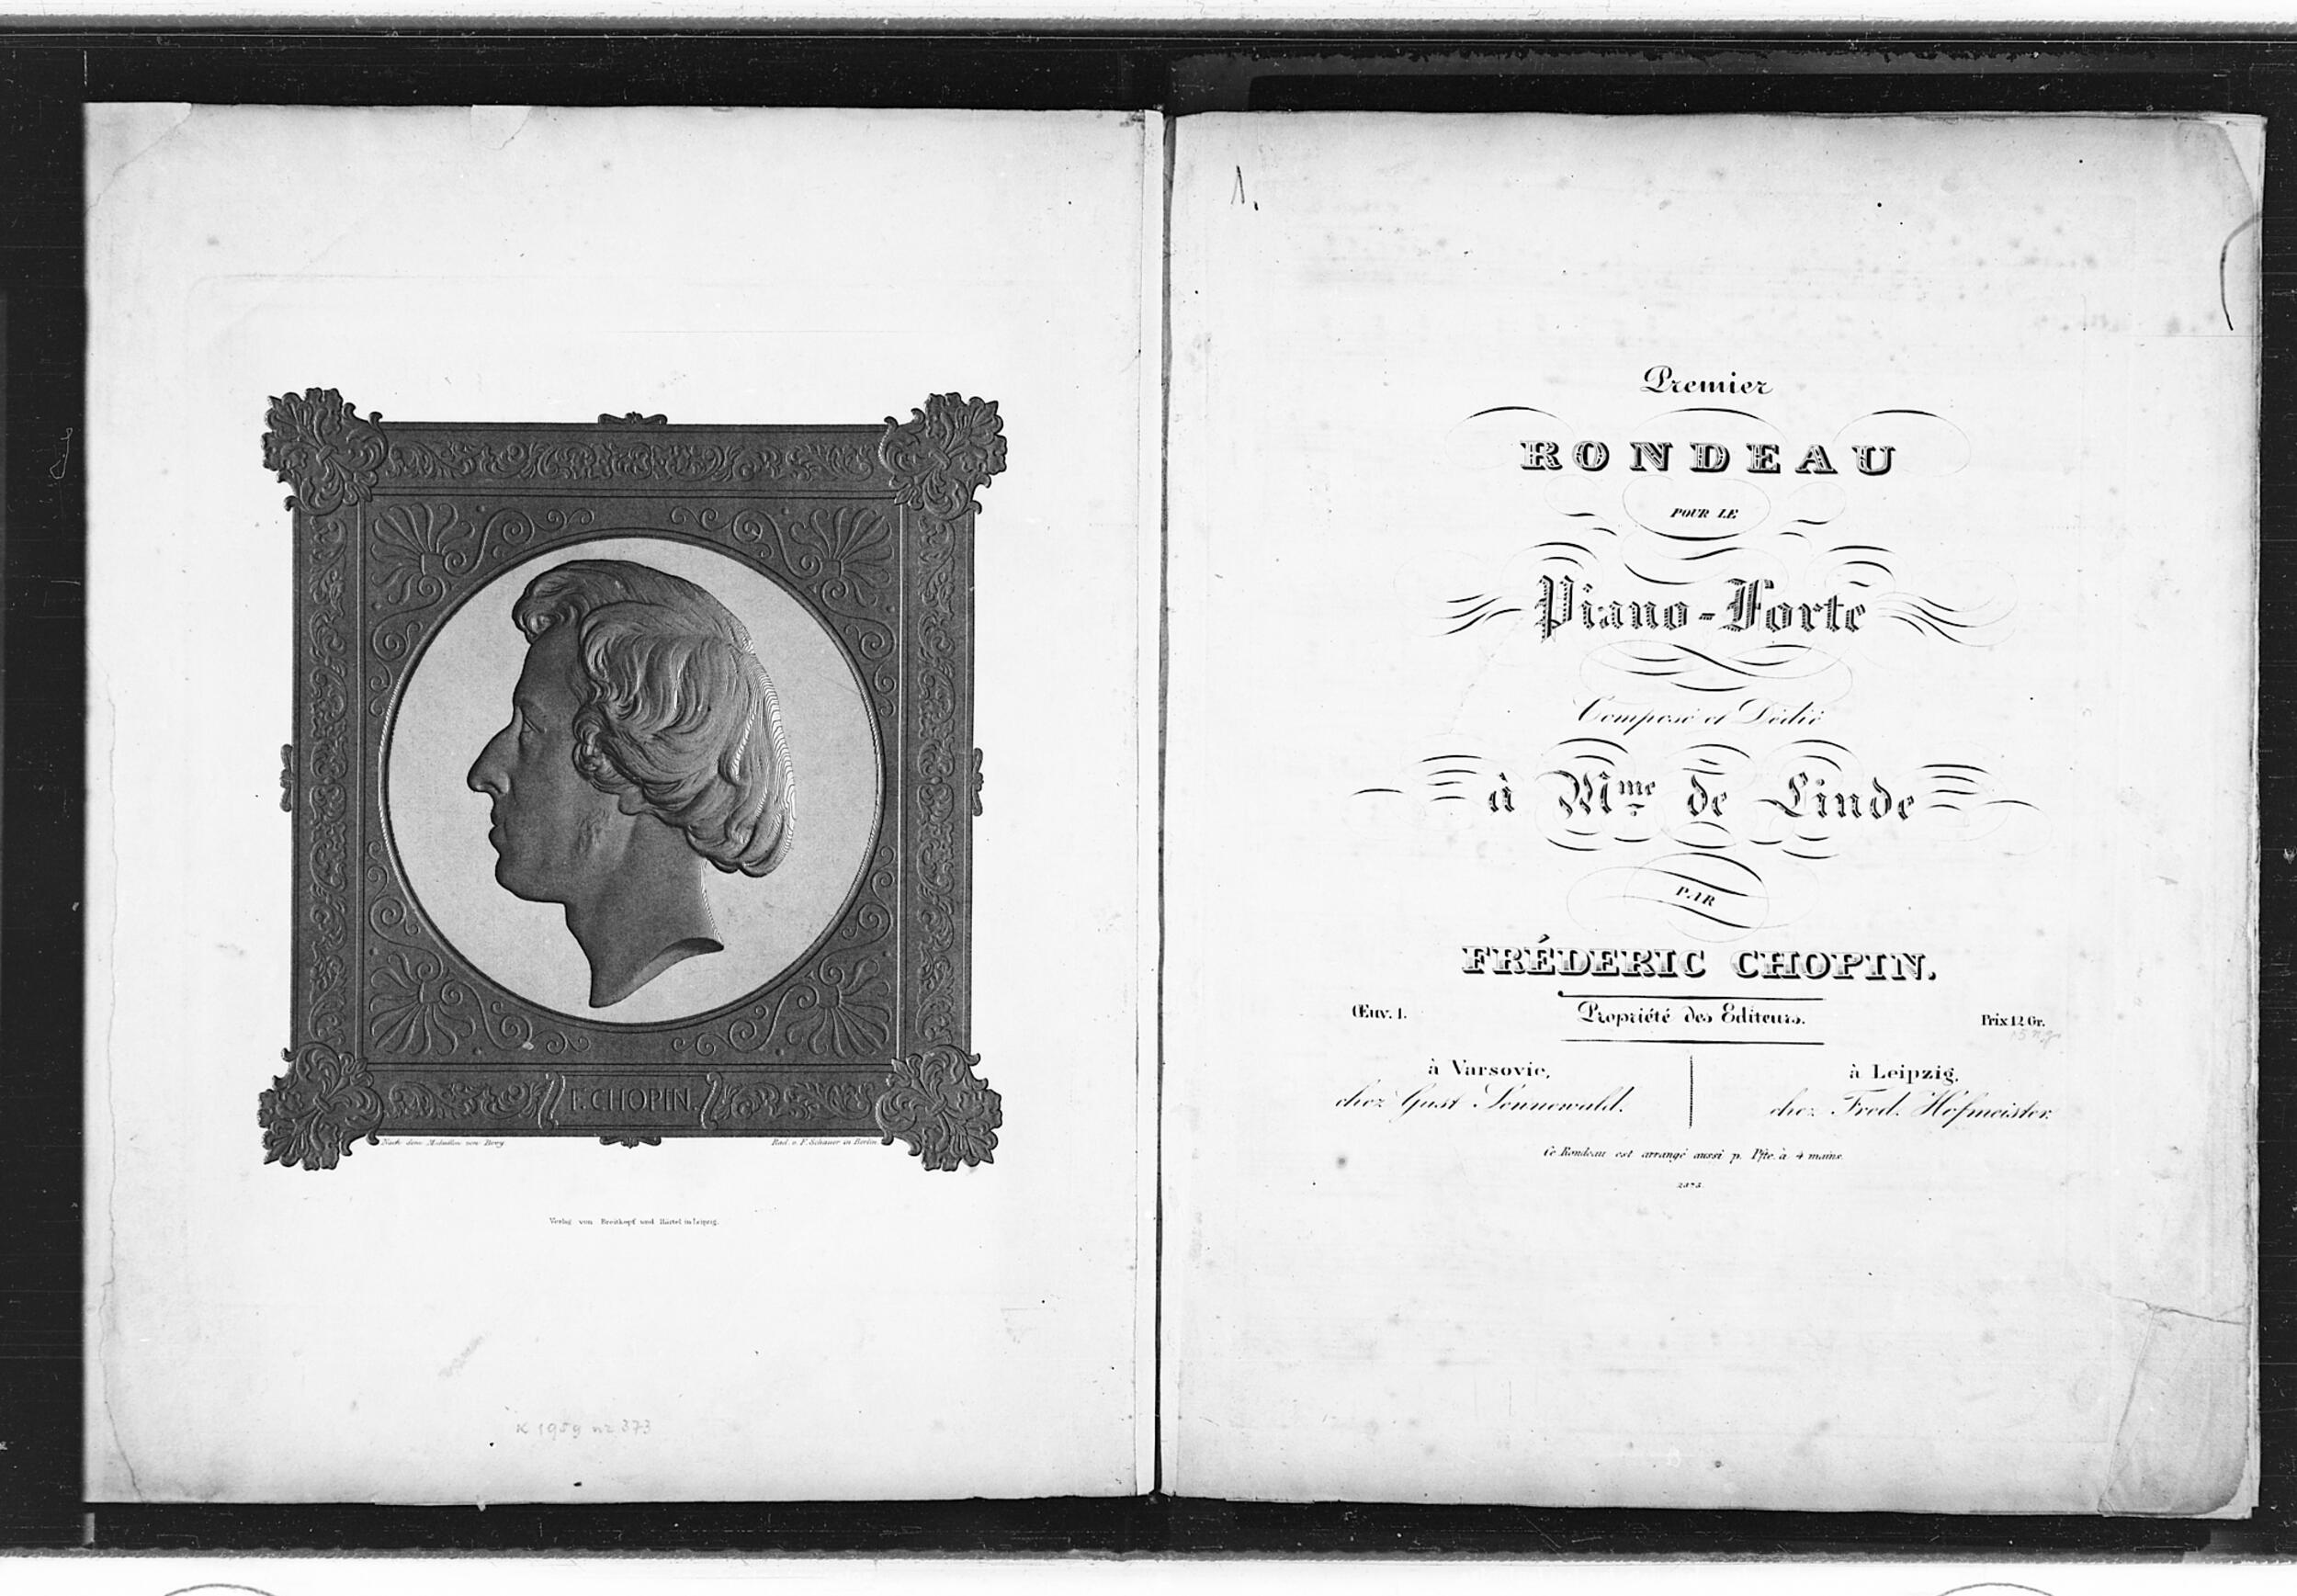 F. CHOPIN.
Nach dem Medaillon von Bovy
Rad. v. F. Schauer in Berlin.
Verlag von Breitkopf und Härtel in Leipzig.
K 1959 nr 373
1.
Premier
RONDEAU
POUR LE
Piano-Forte
Composé et Dédié
à Mme de Linde
PAR
FRÉDERIC CHOPIN.
Œuv. 1.
Propriété des Editeurs.
Prix 12 Gr.
à Varsovie,
chez Gust Sennewald.
à Leipzig,
chez Fred. Hofmeister.
Ce Rondeau est arrangé aussi p. Pfte. à 4 mains.